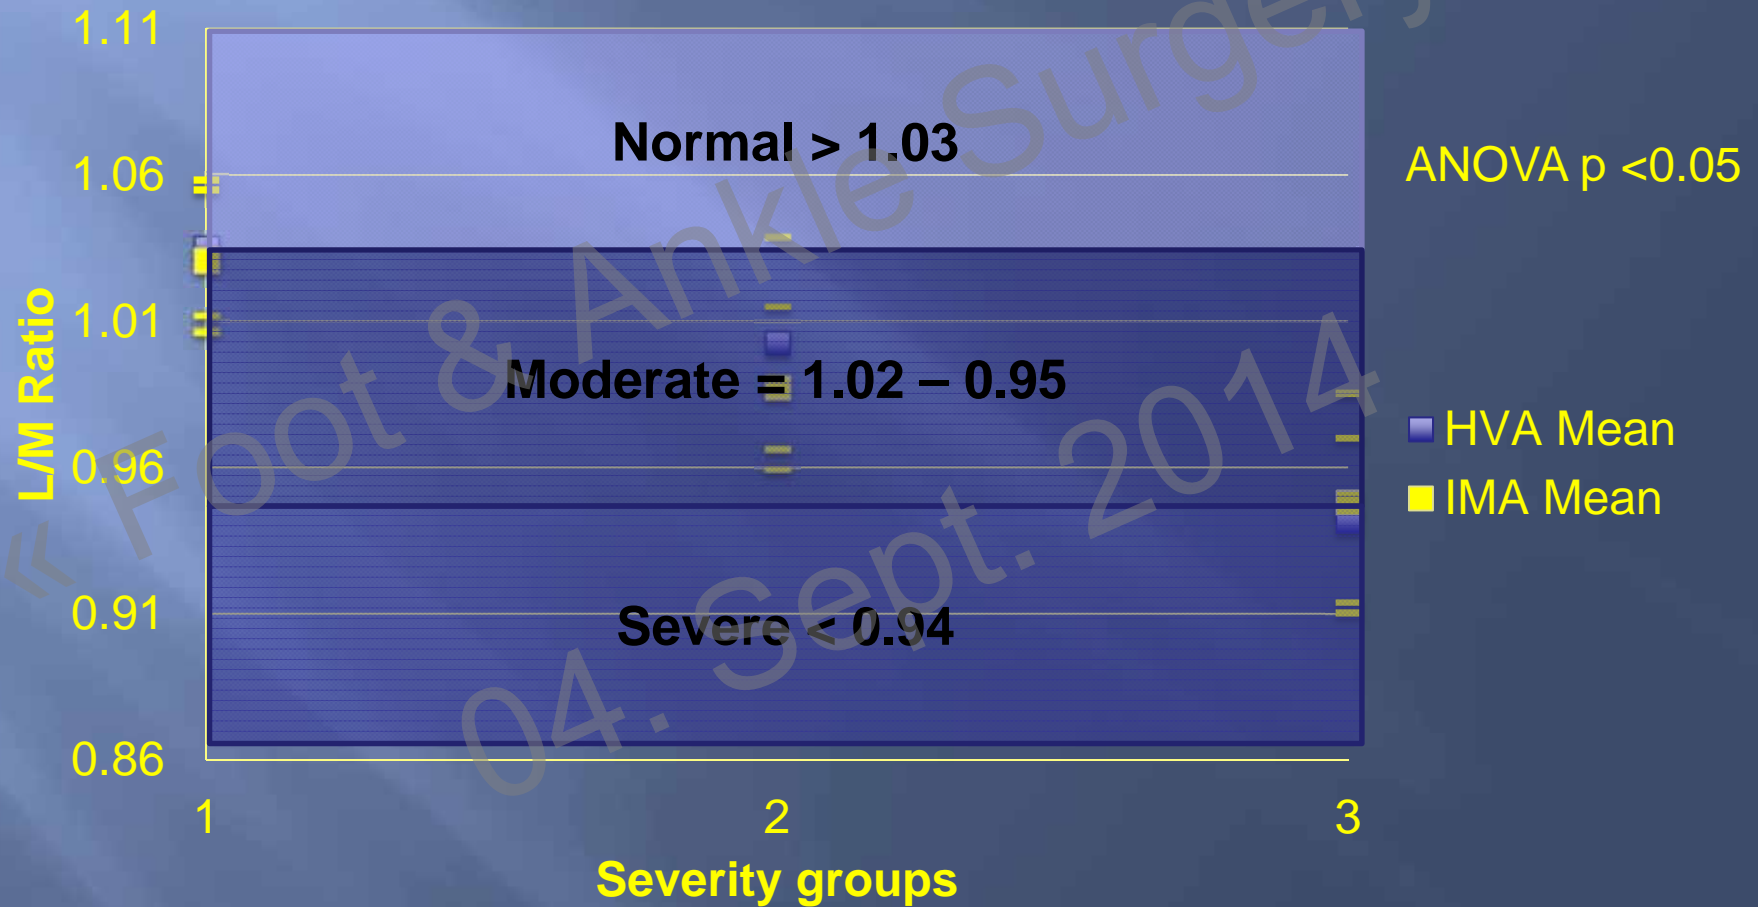 1.11
1.06
1.01
0.96
0.91
0.86
L/M Ratio
Normal > 1.03
Moderate = 1.02 – 0.95
Severe < 0.94
1
2
3
Severity groups
ANOVA p <0.05
HVA Mean
IMA Mean
« Foot & Ankle Surgery
04. Sept. 2014